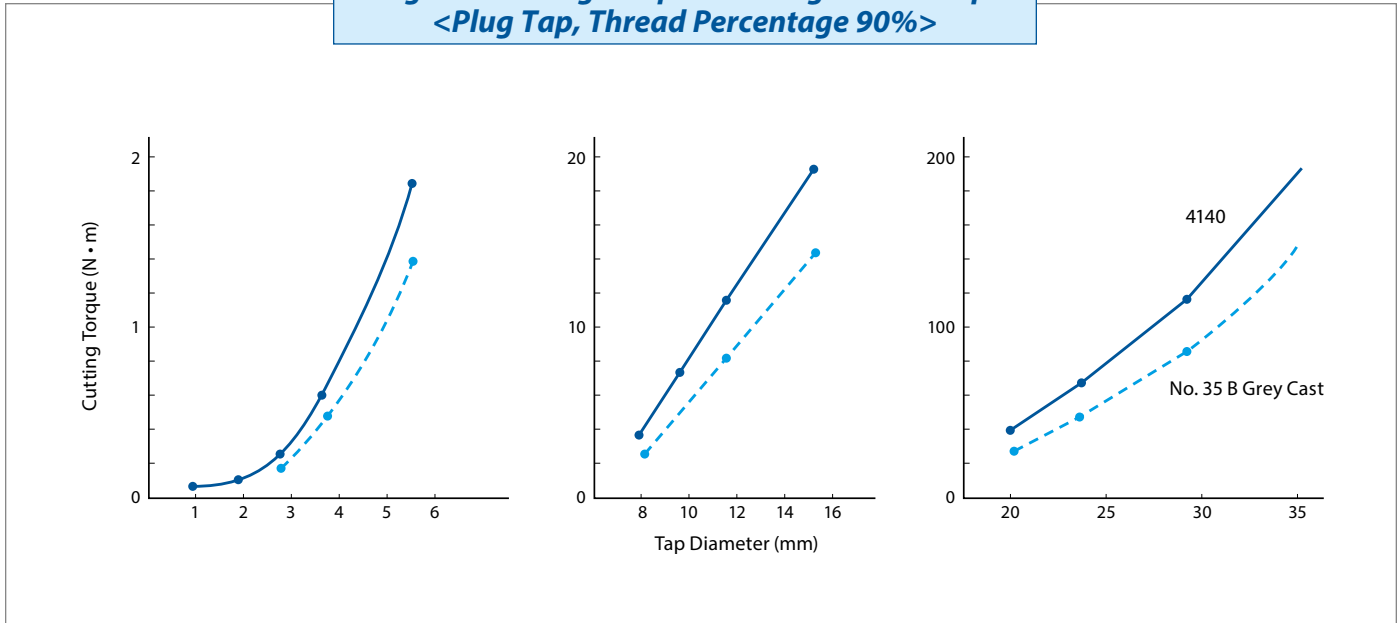 <Plug Tap, Thread Percentage 90%>
Cutting Torque (N • m)
2
1
0
1 2 3 4 5 6
20
10
0
8 10 12 14 16
Tap Diameter (mm)
200
100
0
20 25 30 35
4140
No. 35 B Grey Cast